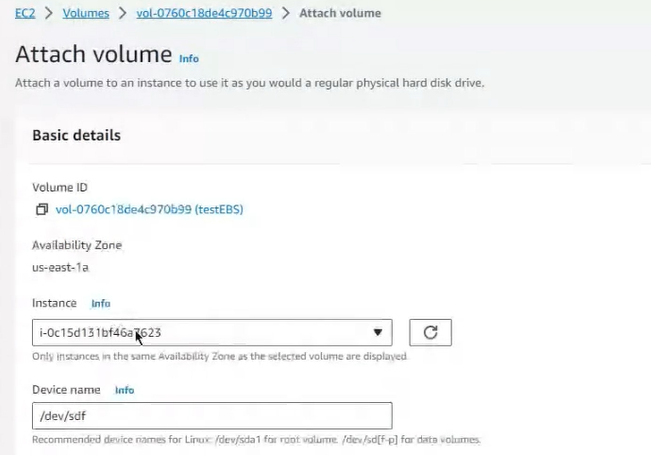 EC2 > Volumes > vol-0760c18de4c970b99 > Attach volume
Attach volume Info
Attach a volume to an instance to use it as you would a regular physical hard disk drive.
Basic details
Volume ID
vol-0760c18de4c970b99 (testEBS)
Availability Zone
us-east-1a
Instance Info
i-0c15d131bf46a7623
Only instances in the same Availability Zone as the selected volume are displayed.
Device name Info
/dev/sdf
Recommended device names for Linux: /dev/sda1 for root volume. /dev/sd[f-p] for data volumes.